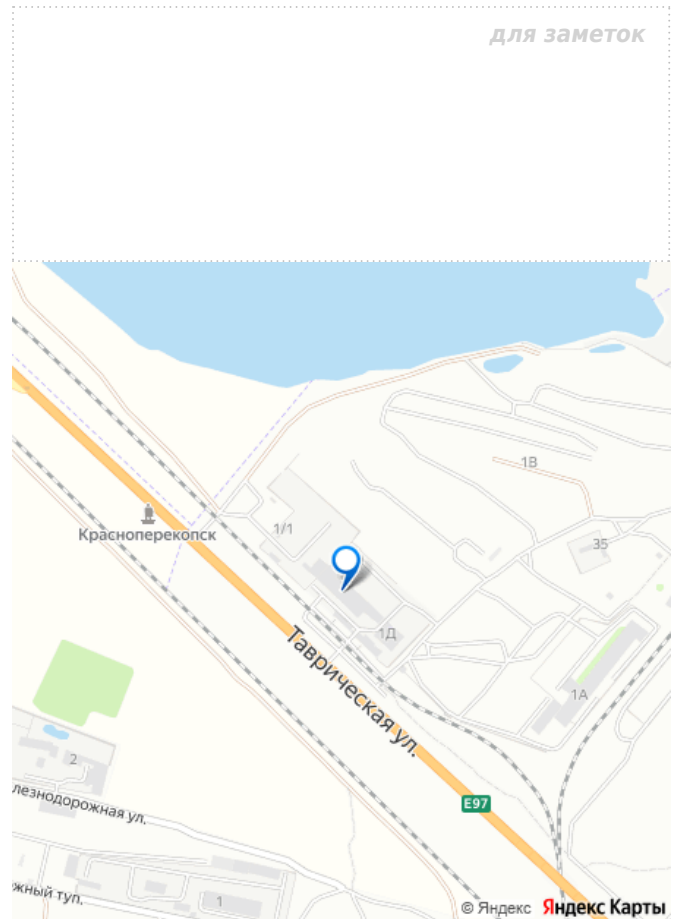 для заметок
1В
1/1
35
Красноперекопск
1Д
Таврическая ул.
1А
2
лезнодорожная ул.
Е97
жный туп.
1
© Яндекс Яндекс Карты